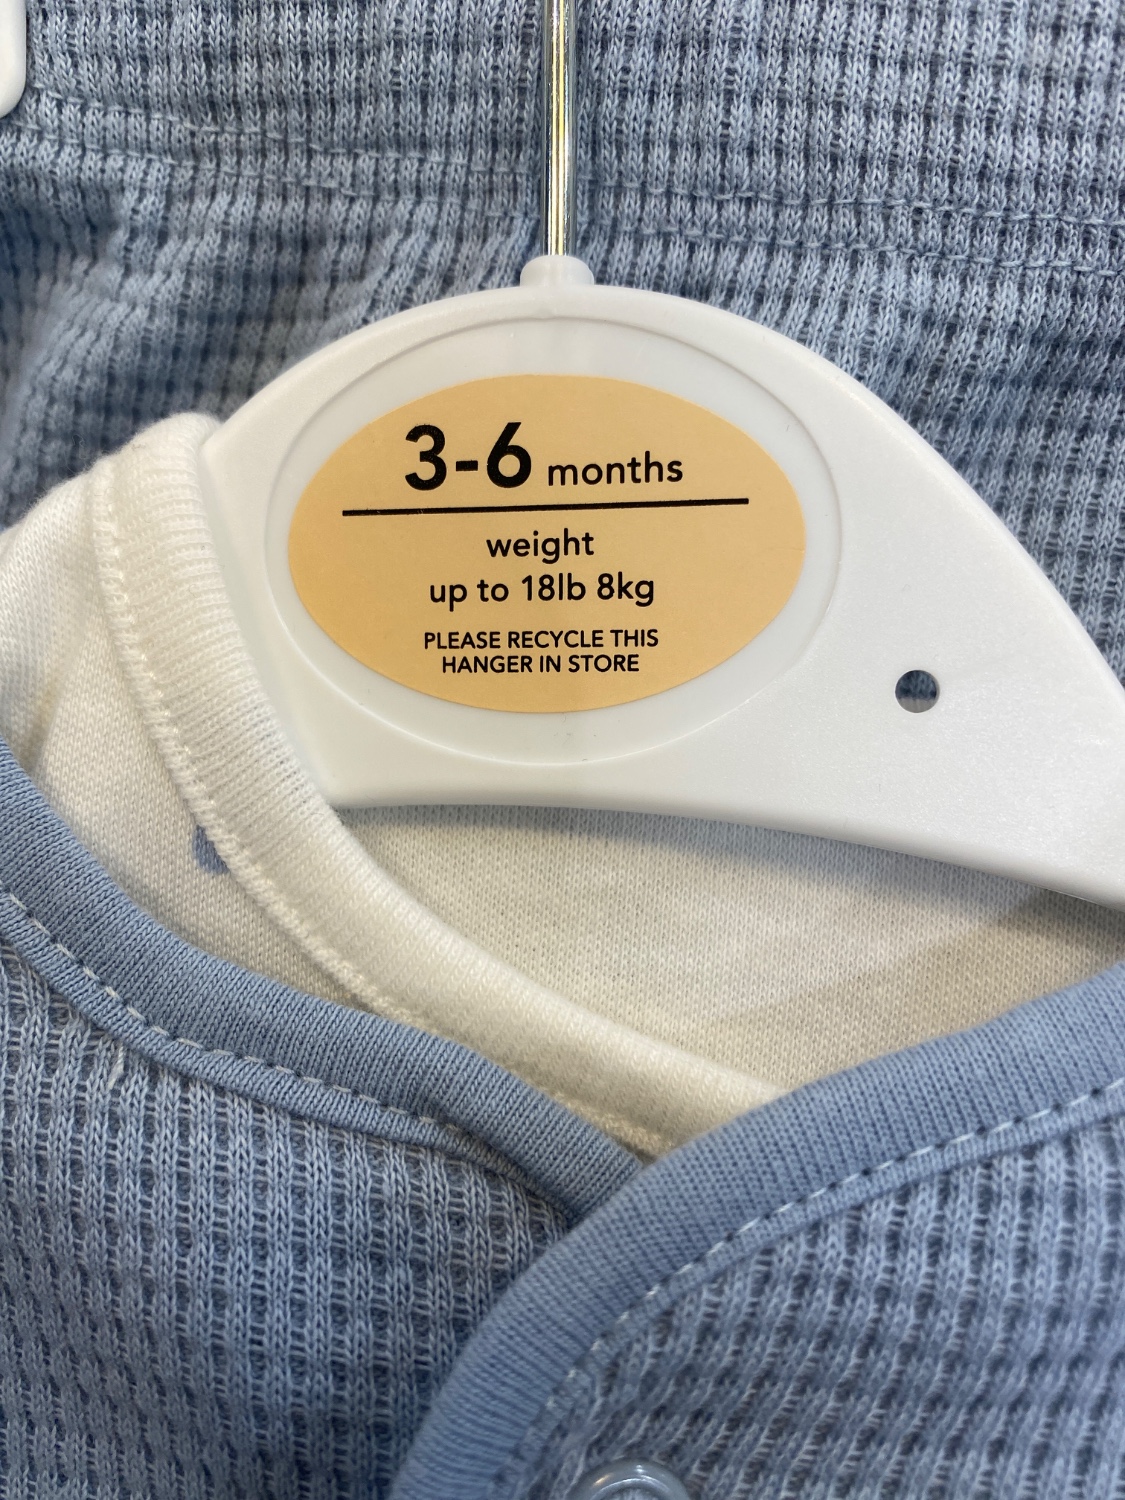 3-6 months
weight
up to 18lb 8kg
PLEASE RECYCLE THIS
HANGER IN STORE